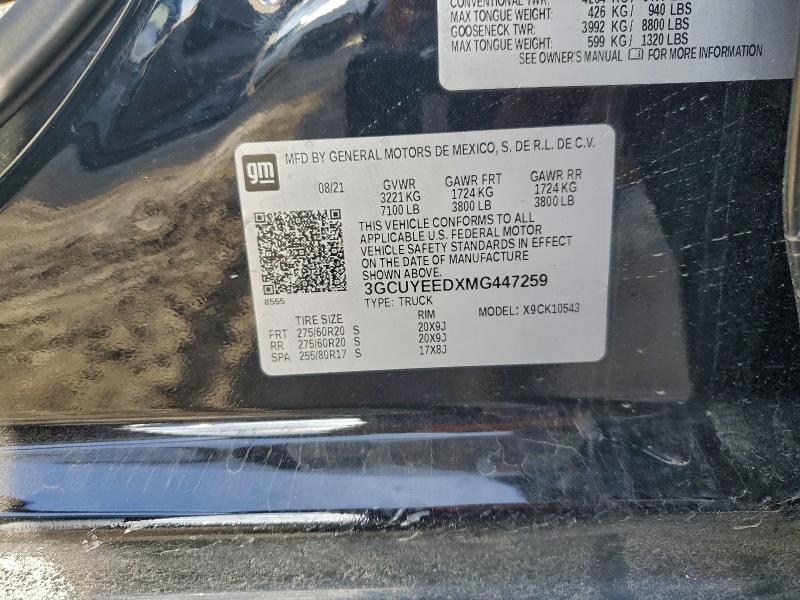 CONVENTIONAL TWR:
MAX TONGUE WEIGHT: 426 KG / 940 LBS
GOOSENECK TWR: 3992 KG / 8800 LBS
MAX TONGUE WEIGHT: 599 KG / 1320 LBS
SEE OWNER'S MANUAL FOR MORE INFORMATION
gm MFD BY GENERAL MOTORS DE MEXICO, S. DE R.L. DE C.V.
08/21 GVWR GAWR FRT GAWR RR
3221 KG 1724 KG 1724 KG
7100 LB 3800 LB 3800 LB
THIS VEHICLE CONFORMS TO ALL
APPLICABLE U.S. FEDERAL MOTOR
VEHICLE SAFETY STANDARDS IN EFFECT
ON THE DATE OF MANUFACTURE
SHOWN ABOVE.
3GCUYEEDXMG447259
8555 TYPE: TRUCK
MODEL: X9CK10543
TIRE SIZE RIM
FRT 275/60R20 S 20X9J
RR 275/60R20 S 20X9J
SPA 255/80R17 S 17X8J